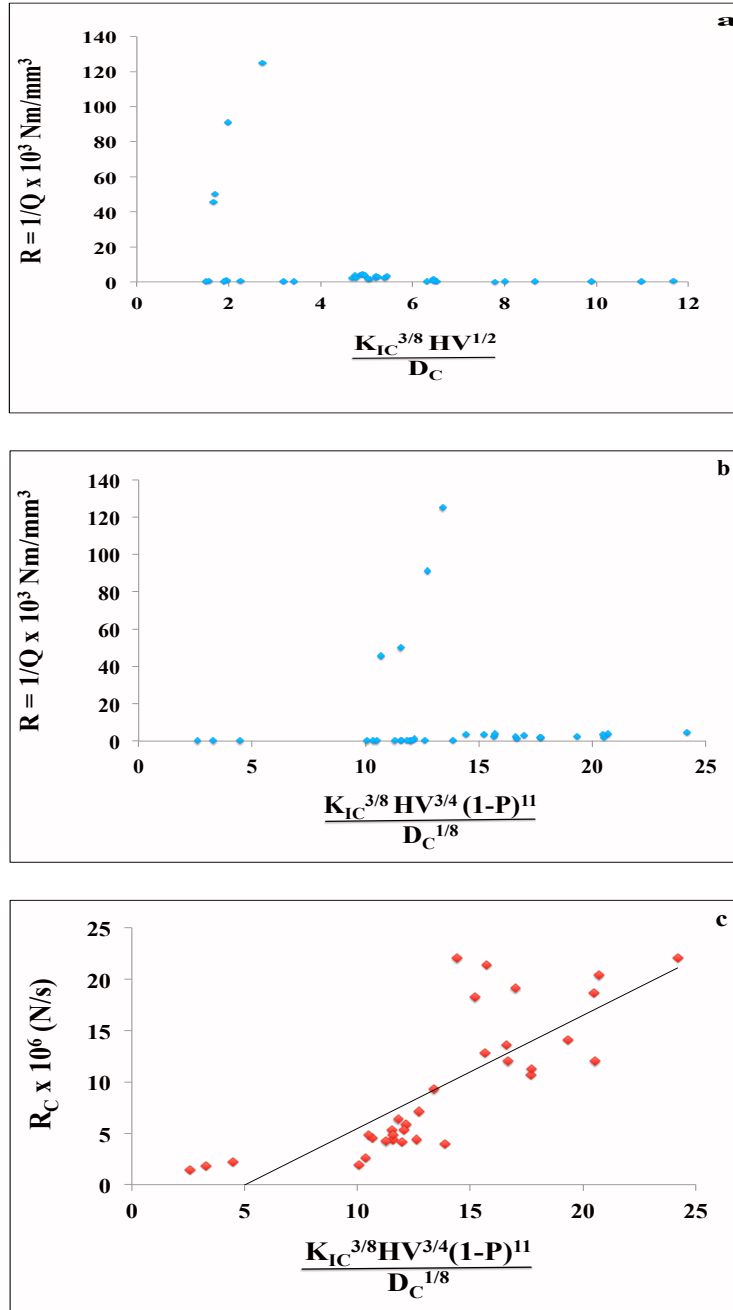 a
140
120
100
80
60
40
20
0
R = 1/Q x 10³ Nm/mm³
0 2 4 6 8 10 12
K_IC^3/8 HV^1/2
D_C
b
140
120
100
80
60
40
20
0
R = 1/Q x 10³ Nm/mm³
0 5 10 15 20 25
K_IC^3/8 HV^3/4 (1-P)^11
D_C^1/8
c
25
20
15
10
5
0
R_C x 10⁶ (N/s)
0 5 10 15 20 25
K_IC^3/8 HV^3/4 (1-P)^11
D_C^1/8